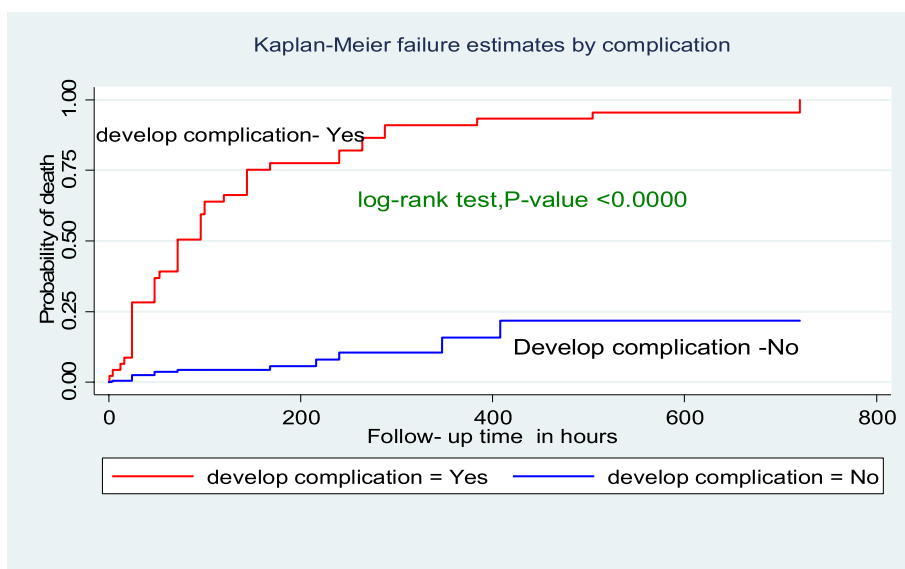 Kaplan-Meier failure estimates by complication
Probability of death
1.00
0.75
0.50
0.25
0.00
develop complication- Yes
log-rank test,P-value <0.0000
Develop complication -No
0 200 400 600 800
Follow- up time in hours
develop complication = Yes develop complication = No